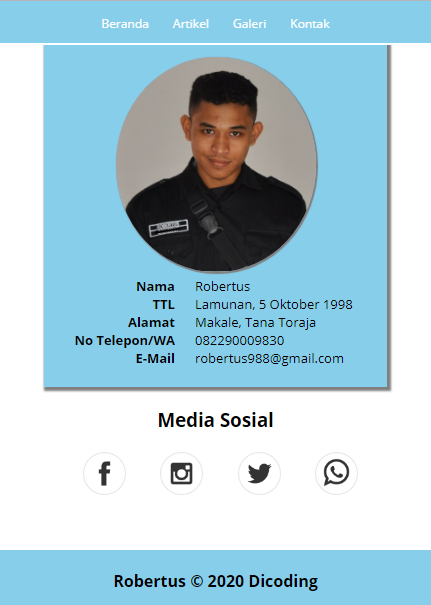 Beranda Artikel Galeri Kontak
Nama Robertus
TTL Lamunan, 5 Oktober 1998
Alamat Makale, Tana Toraja
No Telepon/WA 082290009830
E-Mail robertus988@gmail.com
Media Sosial
Robertus © 2020 Dicoding